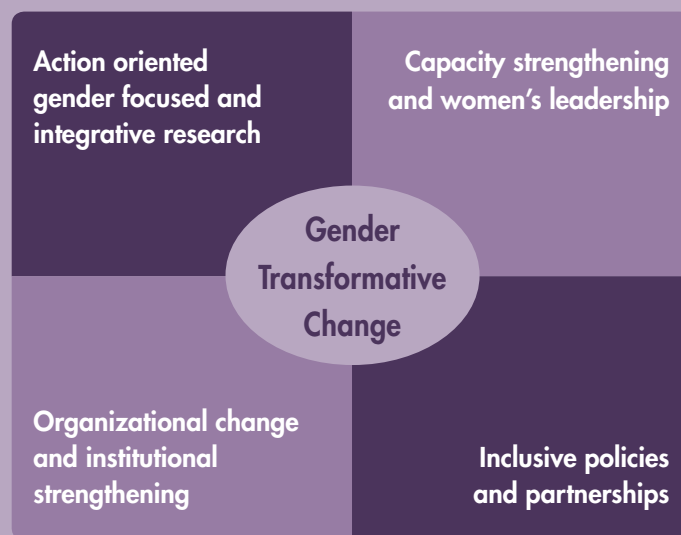 Action oriented
gender focused and
integrative research
Capacity strengthening
and women's leadership
Gender
Transformative
Change
Organizational change
and institutional
strengthening
Inclusive policies
and partnerships